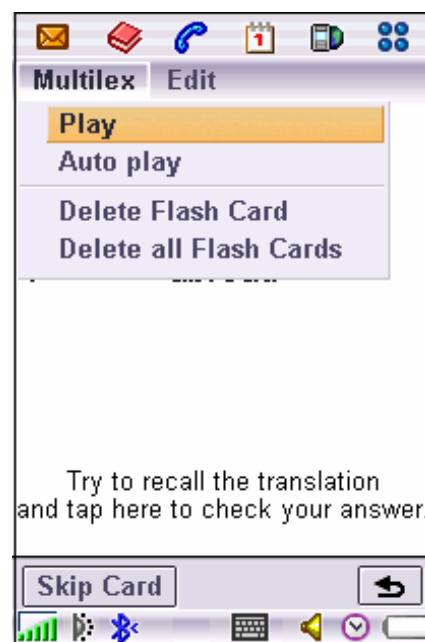 1
Multilex Edit
Play
Auto play
Delete Flash Card
Delete all Flash Cards
Try to recall the translation
and tap here to check your answer.
Skip Card